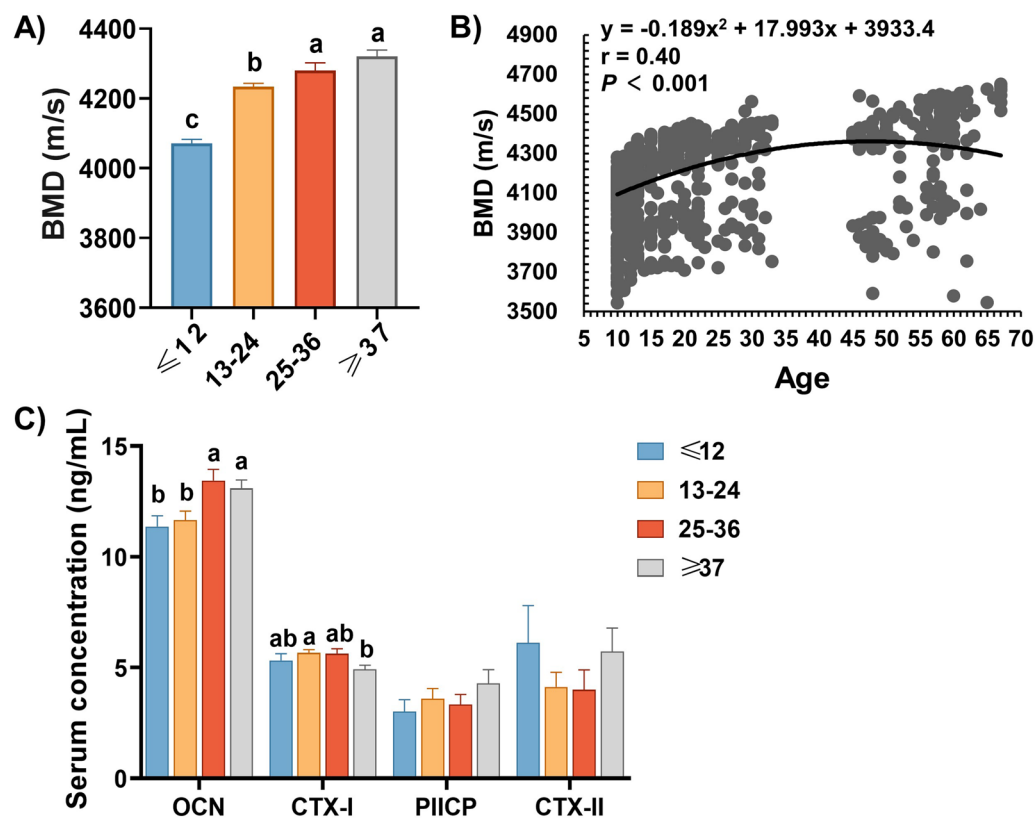 A)
BMD (m/s)
4400
4200
4000
3800
3600
c
b
a
a
≤12
13-24
25-36
≥37
B)
BMD (m/s)
4900
4700
4500
4300
4100
3900
3700
3500
y = -0.189x² + 17.993x + 3933.4
r = 0.40
P < 0.001
5 10 15 20 25 30 35 40 45 50 55 60 65 70
Age
C)
Serum concentration (ng/mL)
15
10
5
0
b b a a
ab a ab b
OCN CTX-I PIICP CTX-II
≤12
13-24
25-36
≥37